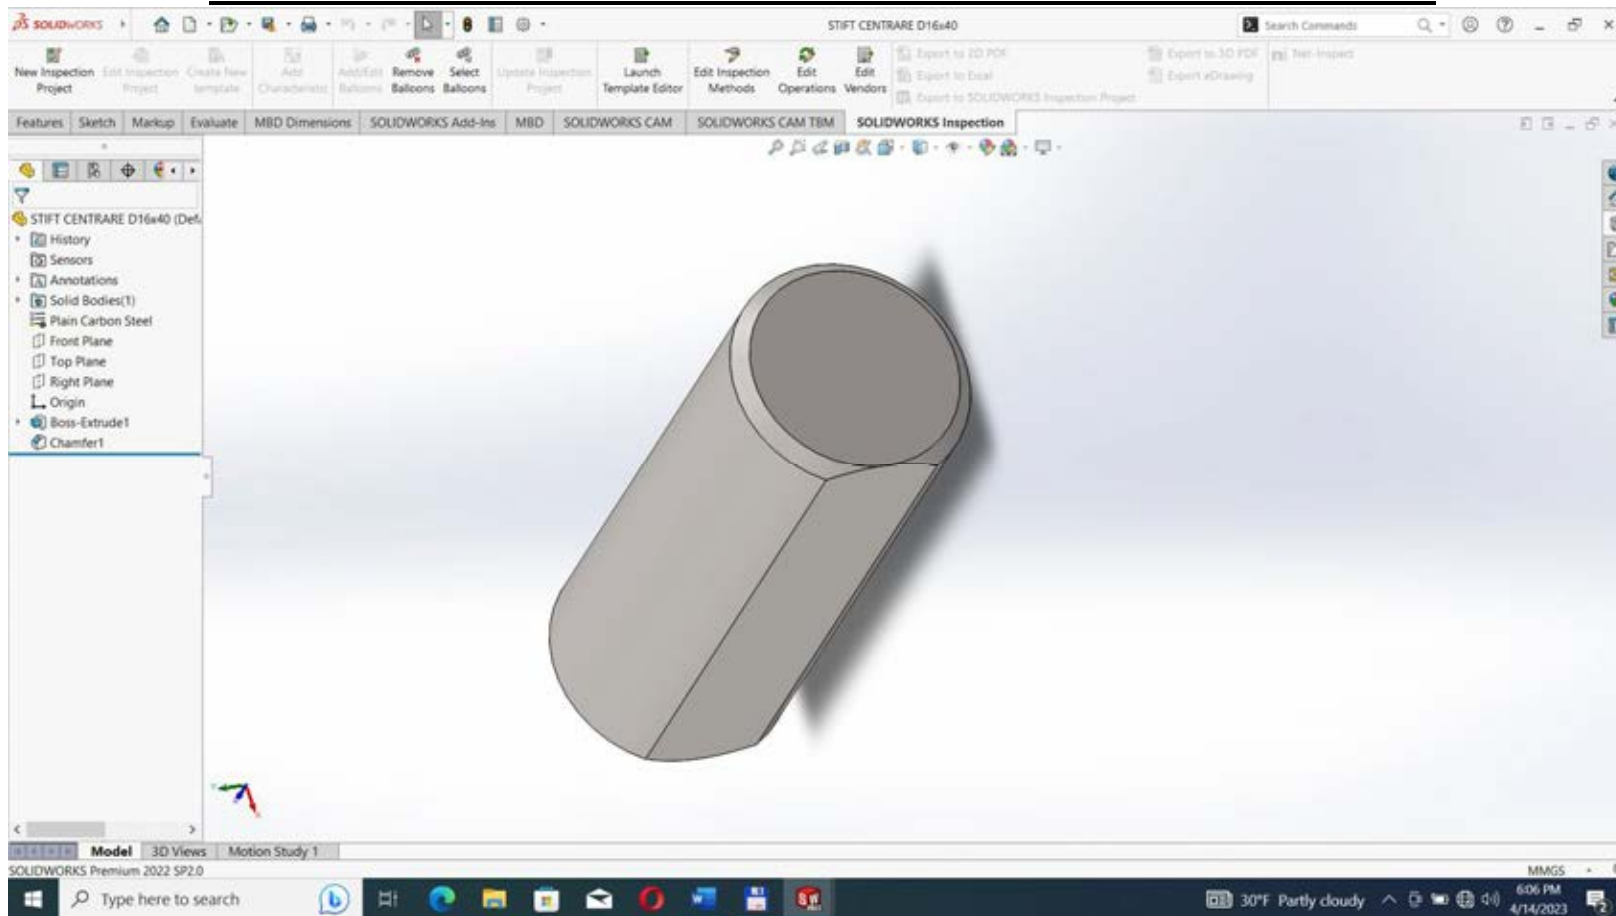 SOLIDWORKS
STIFT CENTRARE D16x40
Search Commands
New Inspection Project
Edit Inspection Project
Create New template
Add Characteristic
Add/Edit Balloons
Remove Balloons
Select Balloons
Update Inspection Project
Launch Template Editor
Edit Inspection Methods
Edit Operations
Edit Vendors
Export to 2D PDF
Export to Excel
Export to SOLIDWORKS Inspection Project
Export to 3D PDF
Export eDrawing
Net-Inspect
Features Sketch Markup Evaluate MBD Dimensions SOLIDWORKS Add-Ins MBD SOLIDWORKS CAM SOLIDWORKS CAM TBM SOLIDWORKS Inspection
STIFT CENTRARE D16x40 (Defa
History
Sensors
Annotations
Solid Bodies(1)
Plain Carbon Steel
Front Plane
Top Plane
Right Plane
Origin
Boss-Extrude1
Chamfer1
Model 3D Views Motion Study 1
SOLIDWORKS Premium 2022 SP2.0
MMGS
Type here to search
30°F Partly cloudy
6:06 PM
4/14/2023